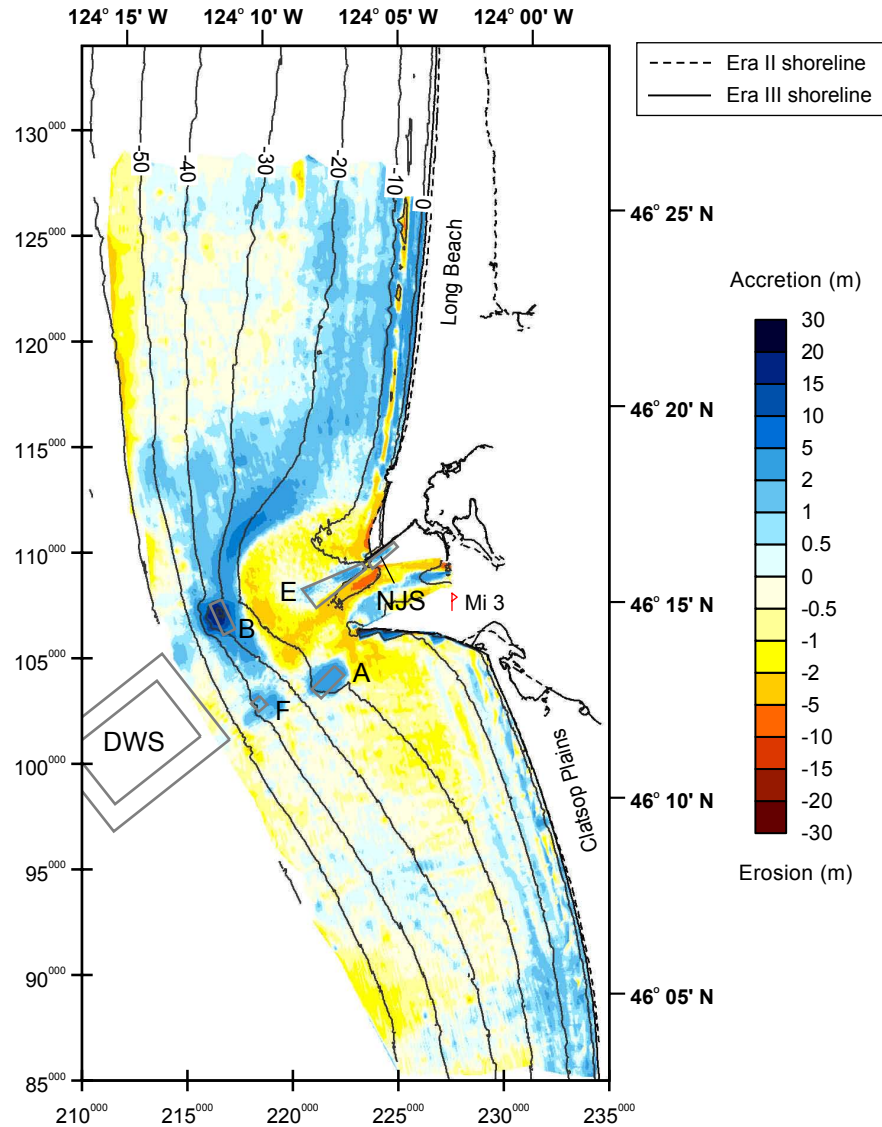 124° 15' W 124° 10' W 124° 05' W 124° 00' W
Era II shoreline
Era III shoreline
130⁰⁰⁰
125⁰⁰⁰
120⁰⁰⁰
115⁰⁰⁰
110⁰⁰⁰
105⁰⁰⁰
100⁰⁰⁰
95⁰⁰⁰
90⁰⁰⁰
85⁰⁰⁰
-50
-40
-30
-20
-10
0
Long Beach
E
NJS
Mi 3
B
A
F
DWS
Clatsop Plains
46° 25' N
46° 20' N
46° 15' N
46° 10' N
46° 05' N
Accretion (m)
30
20
15
10
5
2
1
0.5
0
-0.5
-1
-2
-5
-10
-15
-20
-30
Erosion (m)
210⁰⁰⁰ 215⁰⁰⁰ 220⁰⁰⁰ 225⁰⁰⁰ 230⁰⁰⁰ 235⁰⁰⁰